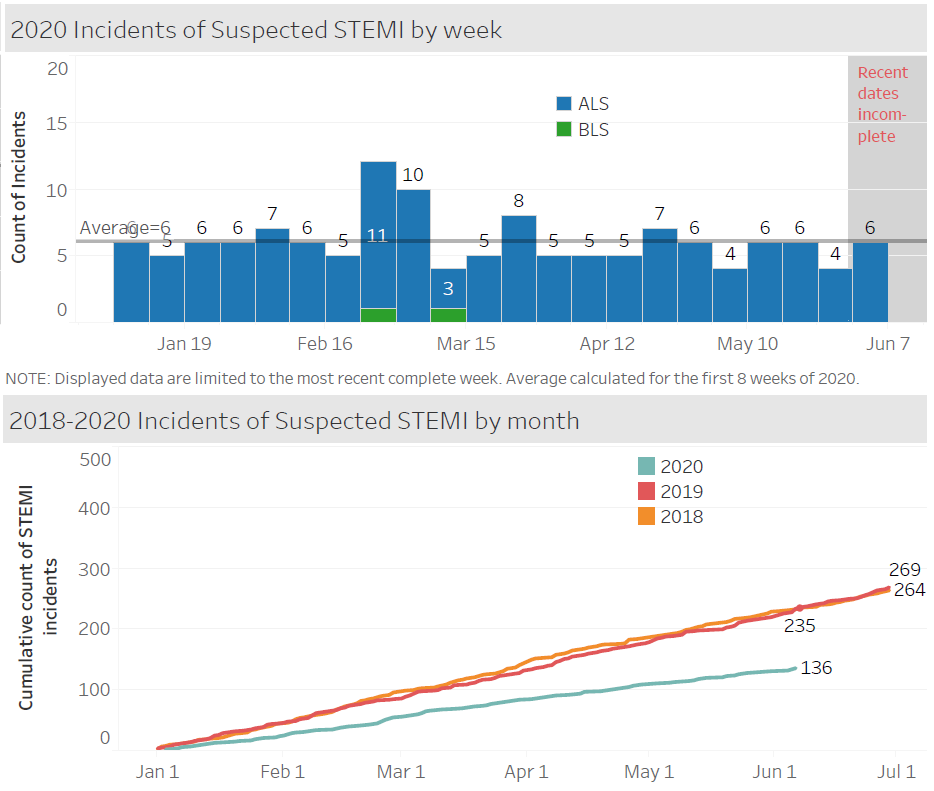 2020 Incidents of Suspected STEMI by week
Count of Incidents
20
15
10
5
0
ALS
BLS
Recent
dates
incom-
plete
Average=6
6 5 6 6 7 6 5 11 10 3 5 8 5 5 5 7 6 4 6 6 4 6
Jan 19 Feb 16 Mar 15 Apr 12 May 10 Jun 7
NOTE: Displayed data are limited to the most recent complete week. Average calculated for the first 8 weeks of 2020.
2018-2020 Incidents of Suspected STEMI by month
Cumulative count of STEMI
incidents
500
400
300
200
100
0
2020
2019
2018
269
264
235
136
Jan 1 Feb 1 Mar 1 Apr 1 May 1 Jun 1 Jul 1